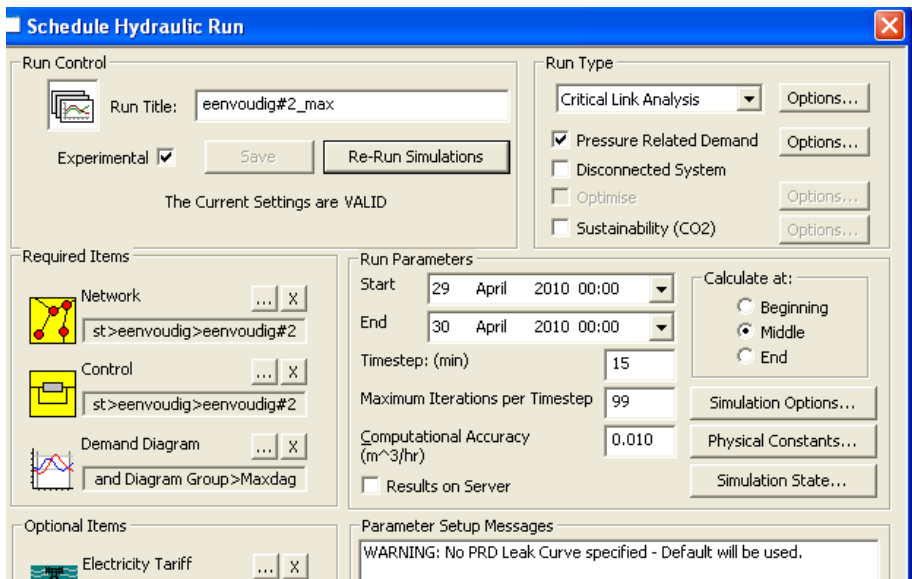 Schedule Hydraulic Run
Run Control
Run Title: eenvoudig#2_max
Experimental Save Re-Run Simulations
The Current Settings are VALID
Run Type
Critical Link Analysis Options...
Pressure Related Demand Options...
Disconnected System
Optimise Options...
Sustainability (CO2) Options...
Required Items
Network ... X
st>eenvoudig>eenvoudig#2
Control ... X
st>eenvoudig>eenvoudig#2
Demand Diagram ... X
and Diagram Group>Maxdag
Run Parameters
Start 29 April 2010 00:00
End 30 April 2010 00:00
Timestep: (min) 15
Maximum Iterations per Timestep 99
Computational Accuracy 0.010
(m^3/hr)
Results on Server
Calculate at:
Beginning
Middle
End
Simulation Options...
Physical Constants...
Simulation State...
Optional Items
Electricity Tariff ... X
Parameter Setup Messages
WARNING: No PRD Leak Curve specified - Default will be used.